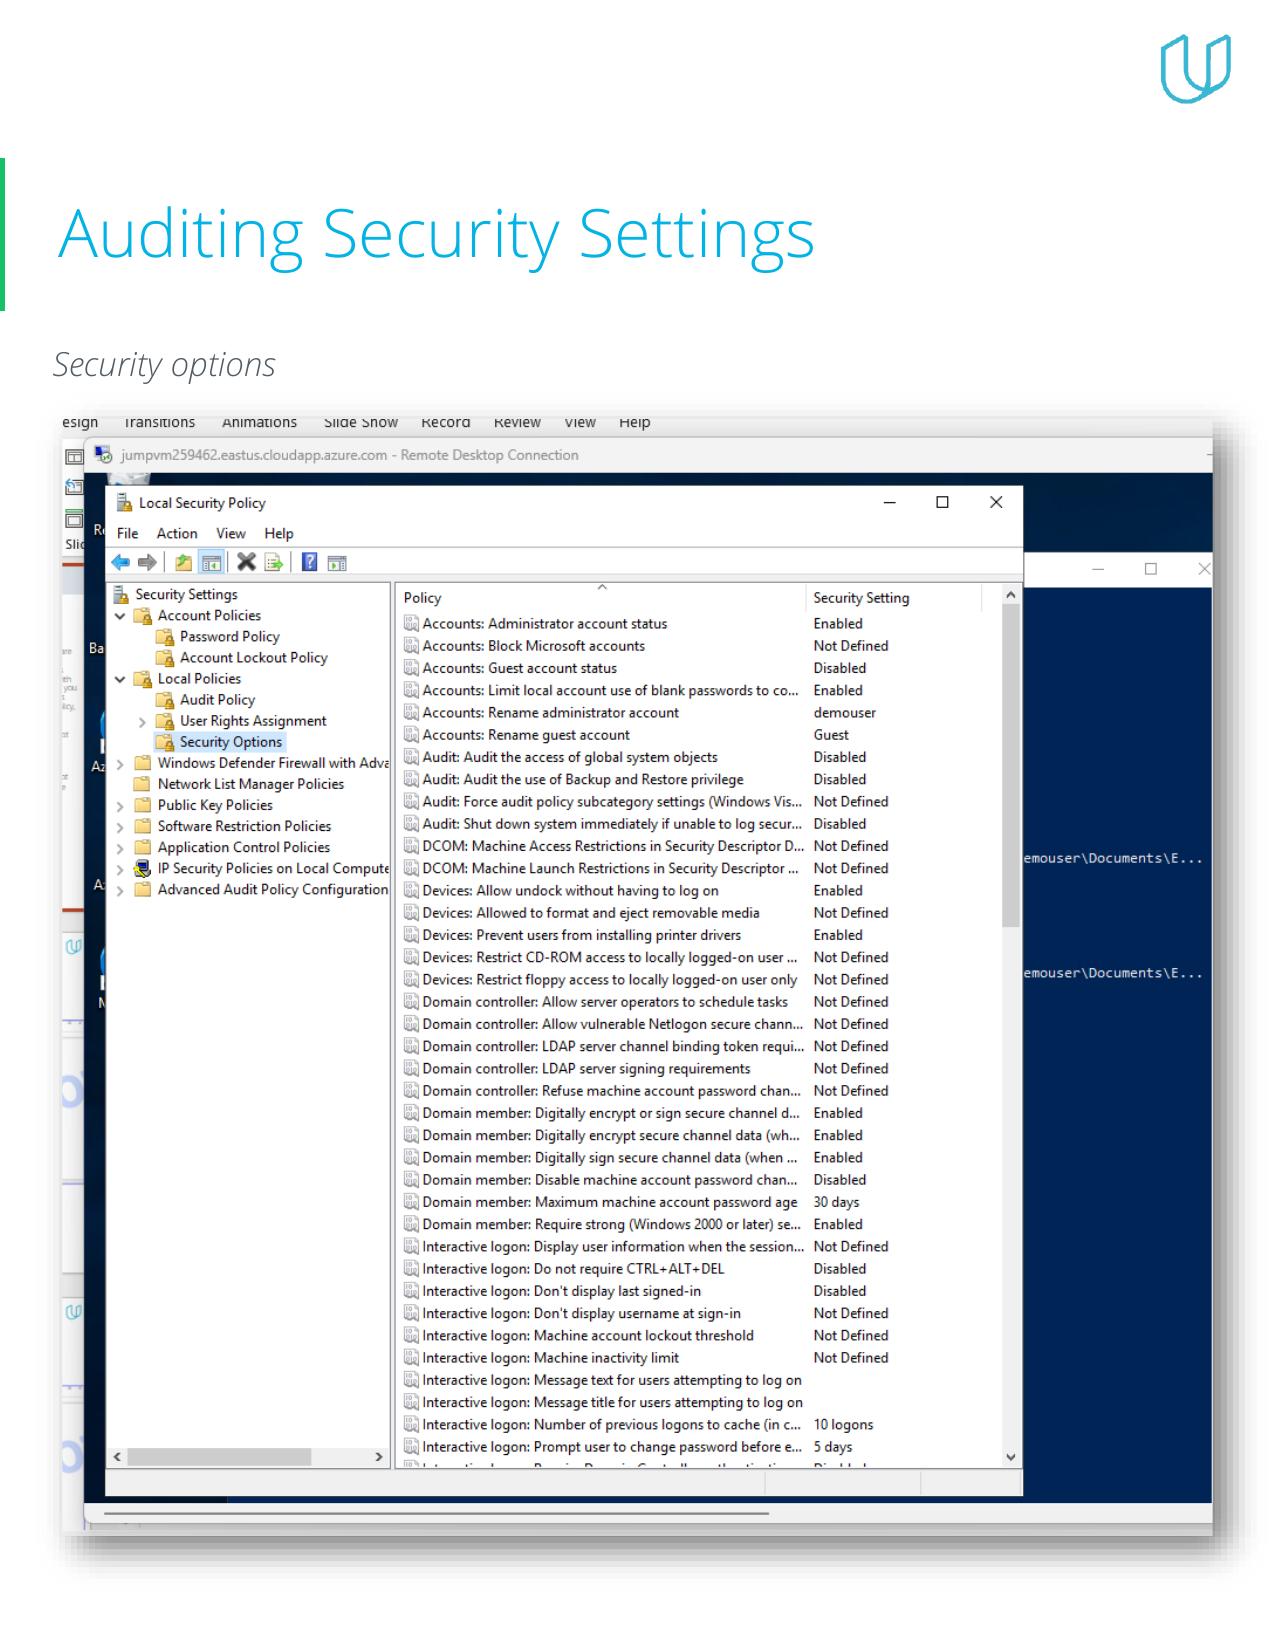 Auditing Security Settings
Security options
esign Transitions Animations Slide Show Record Review View Help
jumpvm259462.eastus.cloudapp.azure.com - Remote Desktop Connection
Local Security Policy
File Action View Help
Security Settings
Account Policies
Password Policy
Account Lockout Policy
Local Policies
Audit Policy
User Rights Assignment
Security Options
Windows Defender Firewall with Adva
Network List Manager Policies
Public Key Policies
Software Restriction Policies
Application Control Policies
IP Security Policies on Local Compute
Advanced Audit Policy Configuration
Policy Security Setting
Accounts: Administrator account status Enabled
Accounts: Block Microsoft accounts Not Defined
Accounts: Guest account status Disabled
Accounts: Limit local account use of blank passwords to co... Enabled
Accounts: Rename administrator account demouser
Accounts: Rename guest account Guest
Audit: Audit the access of global system objects Disabled
Audit: Audit the use of Backup and Restore privilege Disabled
Audit: Force audit policy subcategory settings (Windows Vis... Not Defined
Audit: Shut down system immediately if unable to log secur... Disabled
DCOM: Machine Access Restrictions in Security Descriptor D... Not Defined
DCOM: Machine Launch Restrictions in Security Descriptor ... Not Defined
Devices: Allow undock without having to log on Enabled
Devices: Allowed to format and eject removable media Not Defined
Devices: Prevent users from installing printer drivers Enabled
Devices: Restrict CD-ROM access to locally logged-on user ... Not Defined
Devices: Restrict floppy access to locally logged-on user only Not Defined
Domain controller: Allow server operators to schedule tasks Not Defined
Domain controller: Allow vulnerable Netlogon secure chann... Not Defined
Domain controller: LDAP server channel binding token requi... Not Defined
Domain controller: LDAP server signing requirements Not Defined
Domain controller: Refuse machine account password chan... Not Defined
Domain member: Digitally encrypt or sign secure channel d... Enabled
Domain member: Digitally encrypt secure channel data (wh... Enabled
Domain member: Digitally sign secure channel data (when ... Enabled
Domain member: Disable machine account password chan... Disabled
Domain member: Maximum machine account password age 30 days
Domain member: Require strong (Windows 2000 or later) se... Enabled
Interactive logon: Display user information when the session... Not Defined
Interactive logon: Do not require CTRL+ALT+DEL Disabled
Interactive logon: Don't display last signed-in Disabled
Interactive logon: Don't display username at sign-in Not Defined
Interactive logon: Machine account lockout threshold Not Defined
Interactive logon: Machine inactivity limit Not Defined
Interactive logon: Message text for users attempting to log on
Interactive logon: Message title for users attempting to log on
Interactive logon: Number of previous logons to cache (in c... 10 logons
Interactive logon: Prompt user to change password before e... 5 days
emouser\Documents\E...
emouser\Documents\E...